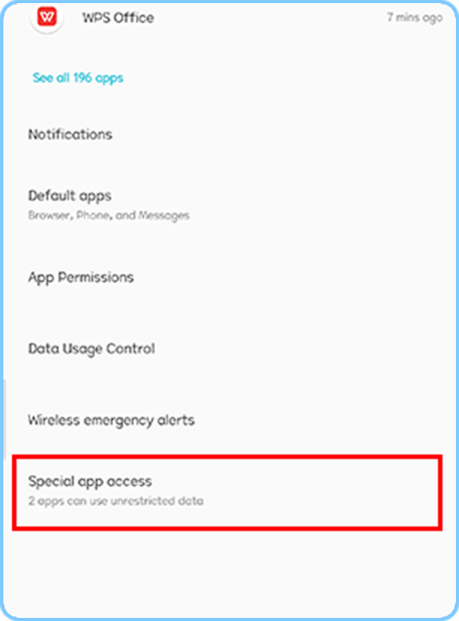 WPS Office
7 mins ago
See all 196 apps
Notifications
Default apps
Browser, Phone, and Messages
App Permissions
Data Usage Control
Wireless emergency alerts
Special app access
2 apps can use unrestricted data